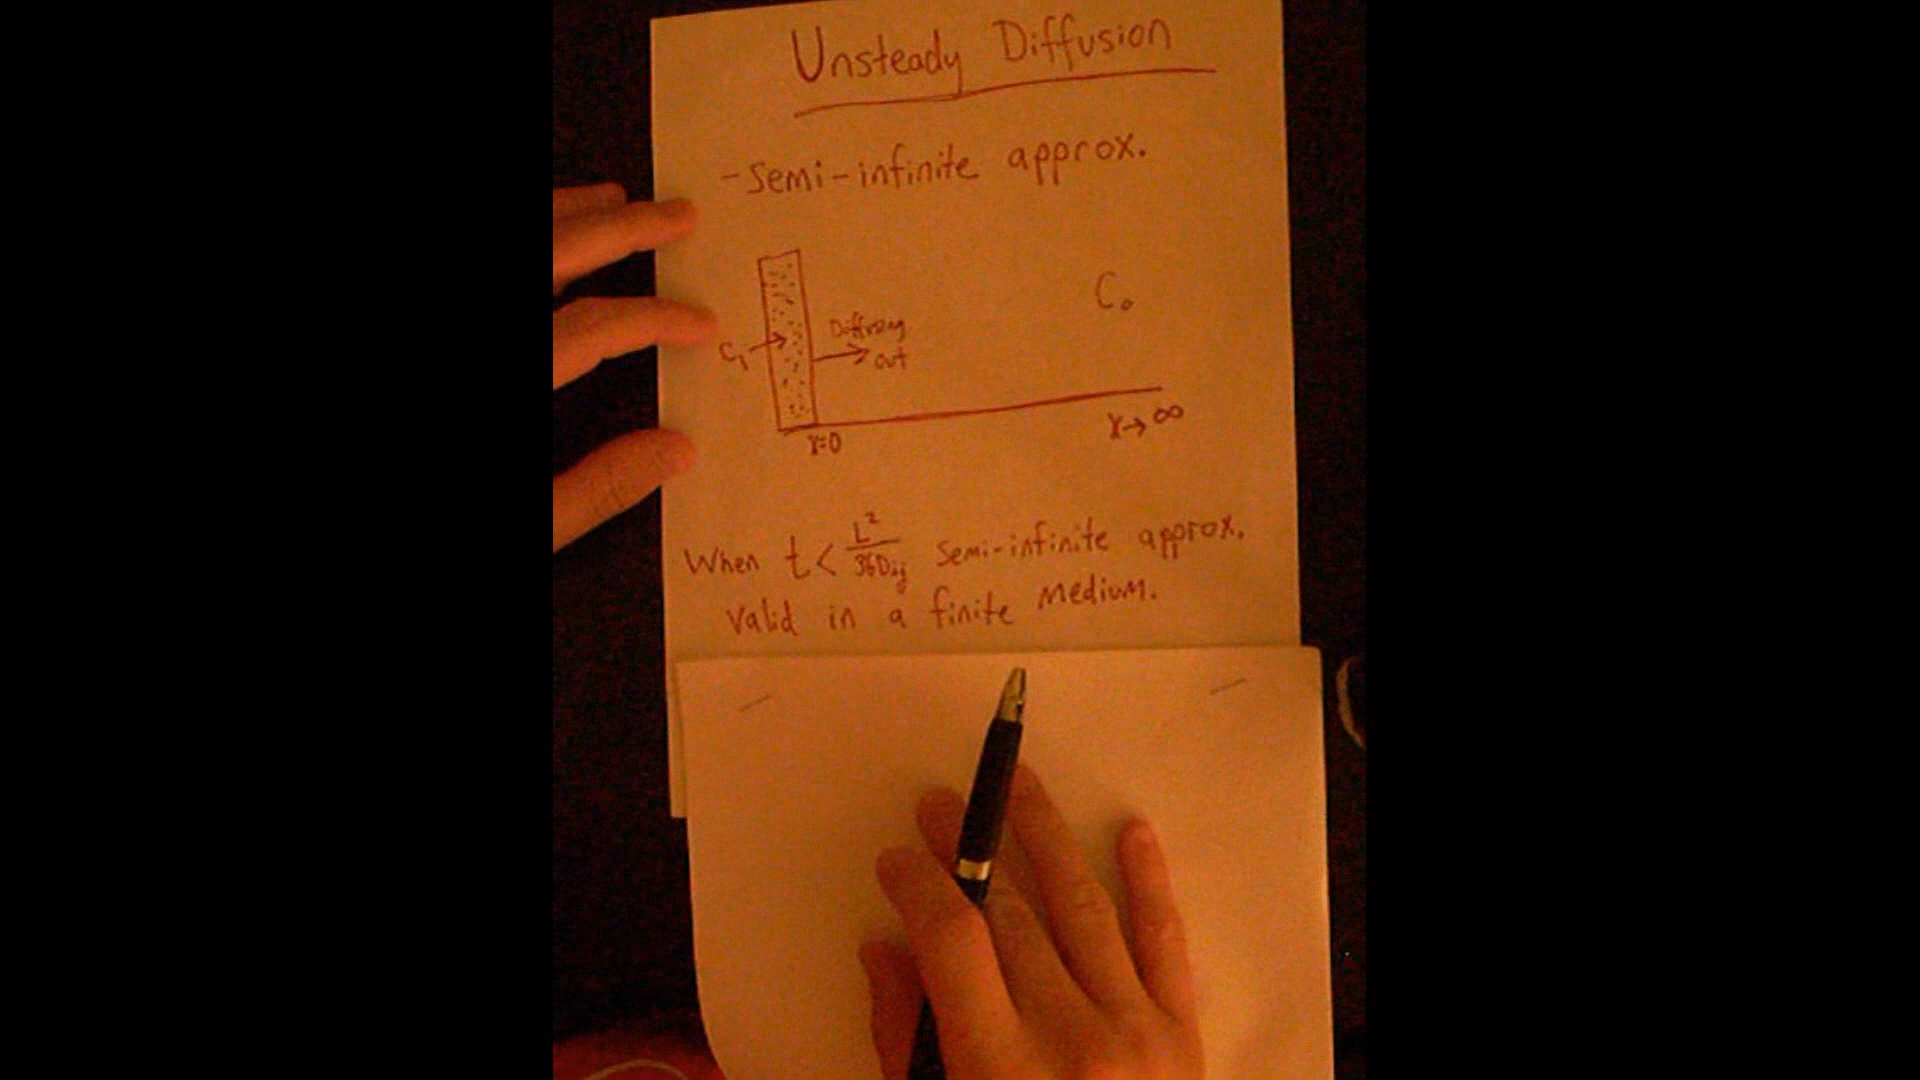 Unsteady Diffusion
- Semi-infinite approx.
C₀
Diffusing
C₁
out
x=0
x→∞
When t < L²/36Dij semi-infinite approx.
Valid in a finite medium.